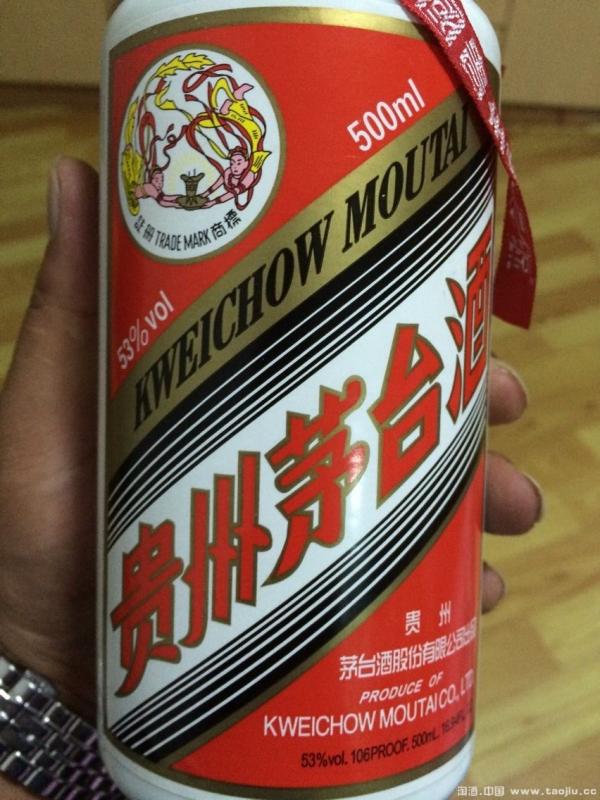 註册 TRADE MARK 商標
500ml
53%vol
KWEICHOW MOUTAI
贵州茅台酒
贵州
茅台酒股份有限公司出品
PRODUCE OF
KWEICHOW MOUTAI CO., LTD
53%vol. 106PROOF. 500mL.
淘酒.中国 www.taojiu.cc